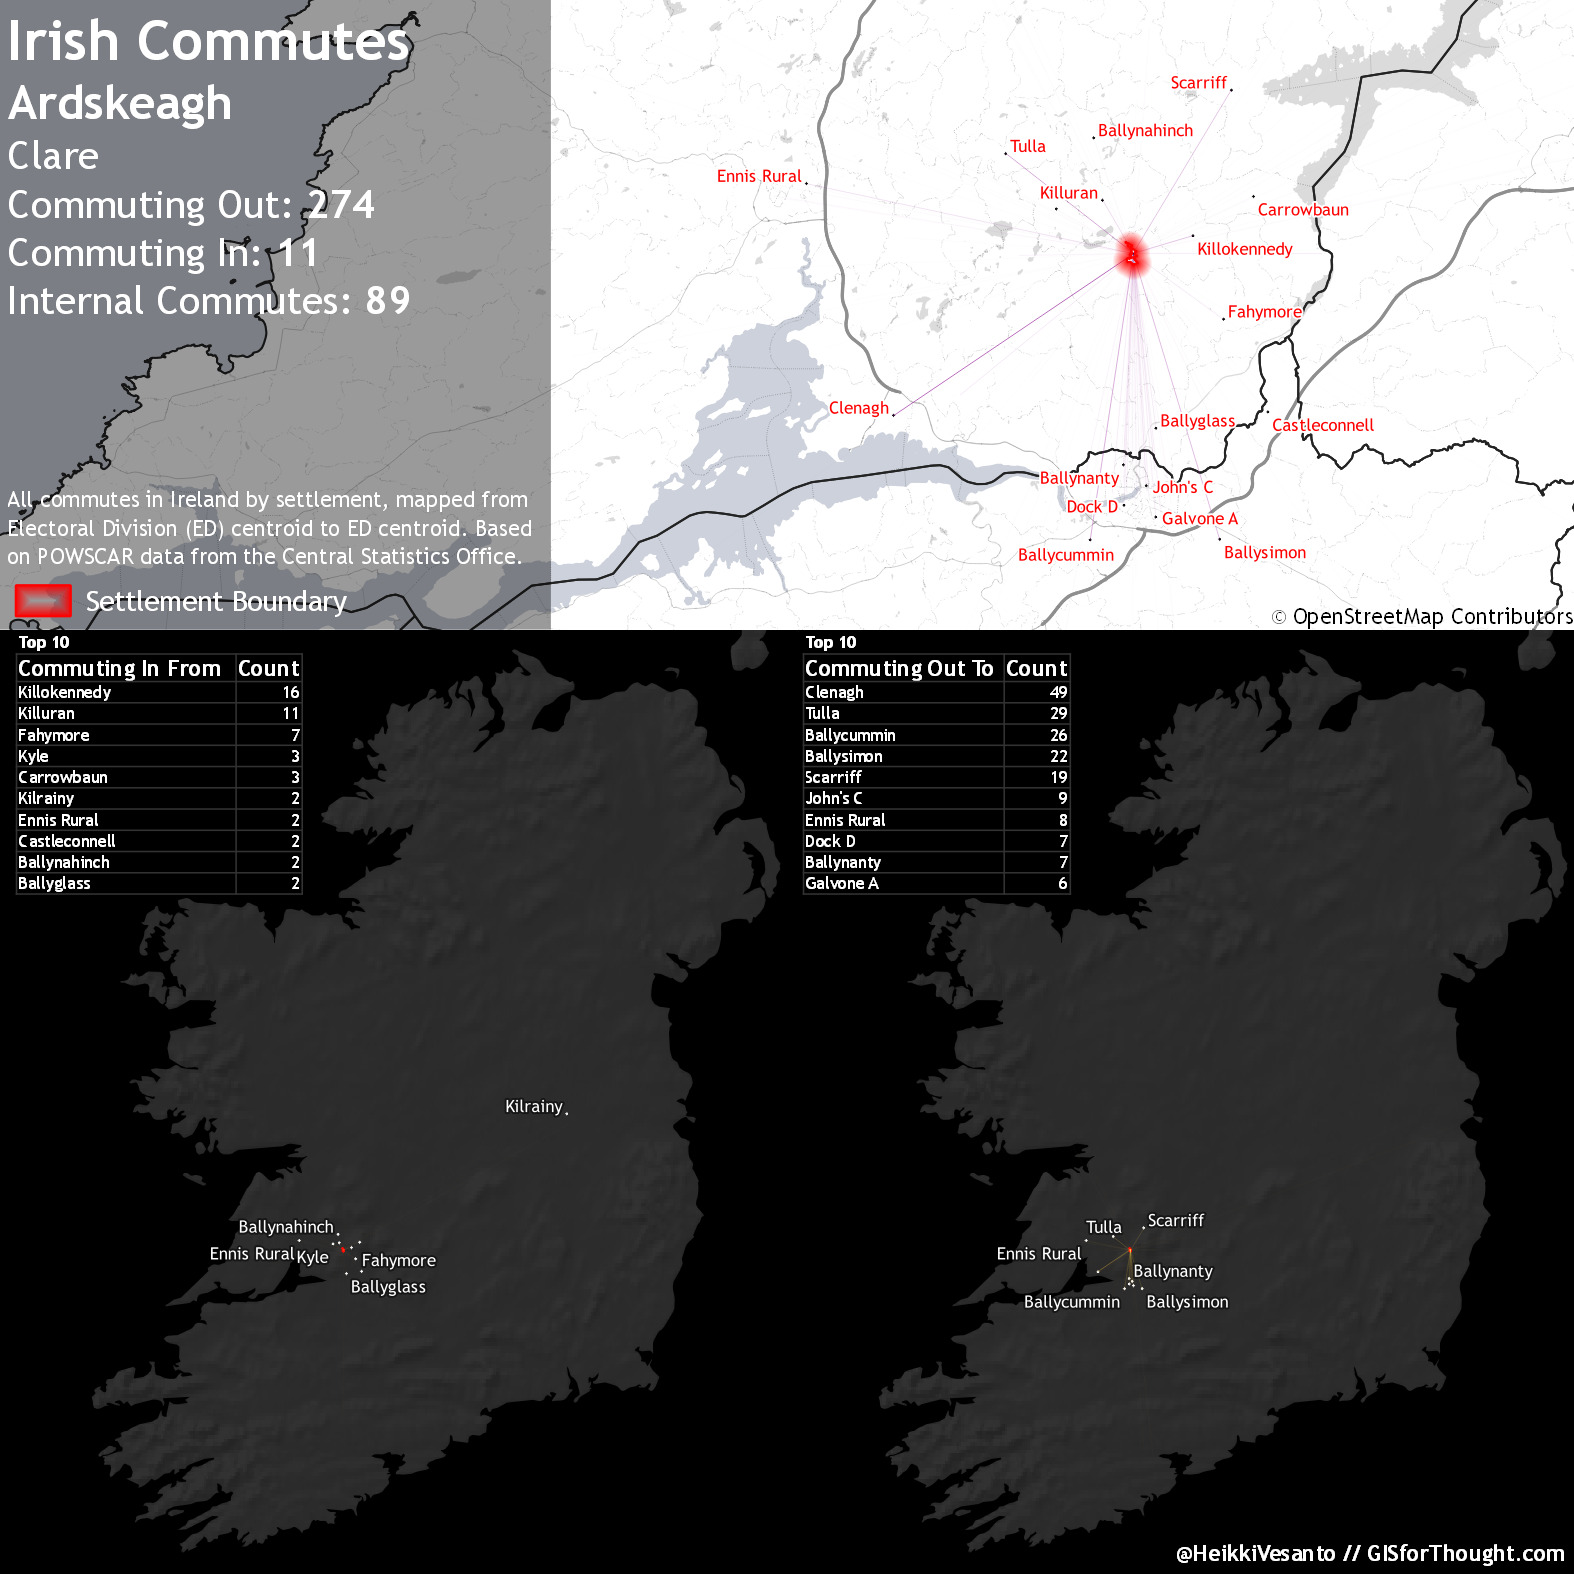 Irish Commutes
Ardskeagh
Clare
Commuting Out: 274
Commuting In: 11
Internal Commutes: 89
All commutes in Ireland by settlement, mapped from
Electoral Division (ED) centroid to ED centroid. Based
on POWSCAR data from the Central Statistics Office.
Settlement Boundary
Scarriff
Ballynahinch
Tulla
Ennis Rural
Killuran
Carrowbaun
Killokennedy
Fahymore
Clenagh
Ballyglass
Castleconnell
Ballynanty
John's C
Dock D
Galvone A
Ballycummin
Ballysimon
© OpenStreetMap Contributors
Top 10
Commuting In From Count
Killokennedy 16
Killuran 11
Fahymore 7
Kyle 3
Carrowbaun 3
Kilrainy 2
Ennis Rural 2
Castleconnell 2
Ballynahinch 2
Ballyglass 2
Kilrainy
Ballynahinch
Ennis Rural
Kyle
Fahymore
Ballyglass
Top 10
Commuting Out To Count
Clenagh 49
Tulla 29
Ballycummin 26
Ballysimon 22
Scarriff 19
John's C 9
Ennis Rural 8
Dock D 7
Ballynanty 7
Galvone A 6
Scarriff
Tulla
Ennis Rural
Ballynanty
Ballycummin
Ballysimon
@HeikkiVesanto // GISforThought.com